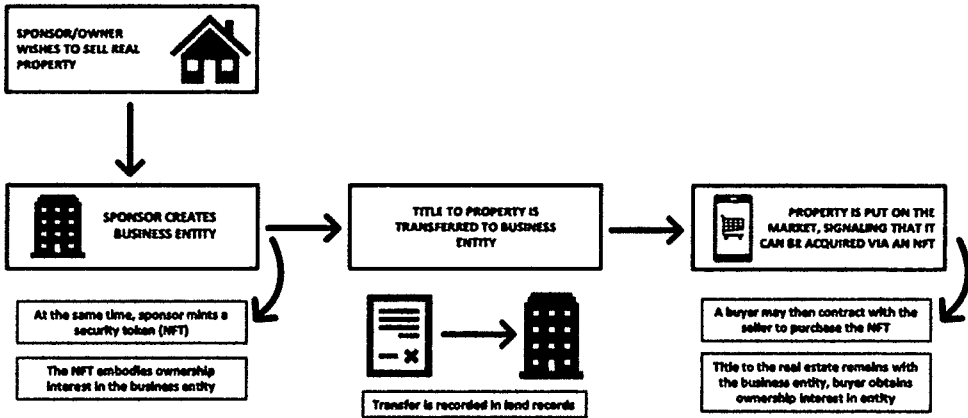 SPONSOR/OWNER
WISHES TO SELL REAL
PROPERTY
SPONSOR CREATES
BUSINESS ENTITY
At the same time, sponsor mints a
security token (NFT)
The NFT embodies ownership
interest in the business entity
TITLE TO PROPERTY IS
TRANSFERRED TO BUSINESS
ENTITY
Transfer is recorded in land records
PROPERTY IS PUT ON THE
MARKET, SIGNALING THAT IT
CAN BE ACQUIRED VIA AN NFT
A buyer may then contract with the
seller to purchase the NFT
Title to the real estate remains with
the business entity, buyer obtains
ownership interest in entity